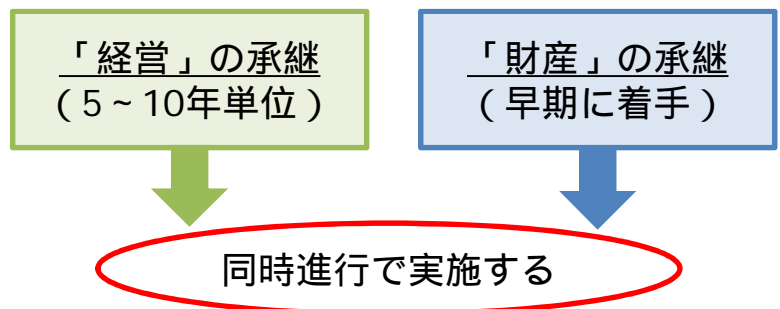 「経営」の承継
(5~10年単位)
「財産」の承継
(早期に着手)
同時進行で実施する